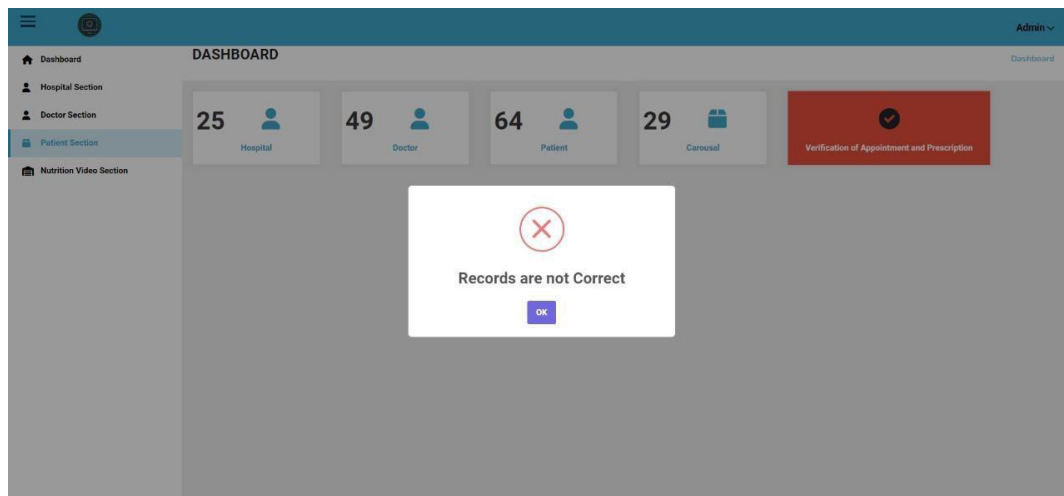 Admin
Dashboard
Hospital Section
Doctor Section
Patient Section
Nutrition Video Section
DASHBOARD
Dashboard
25
Hospital
49
Doctor
64
Patient
29
Carousal
Verification of Appointment and Prescription
Records are not Correct
OK